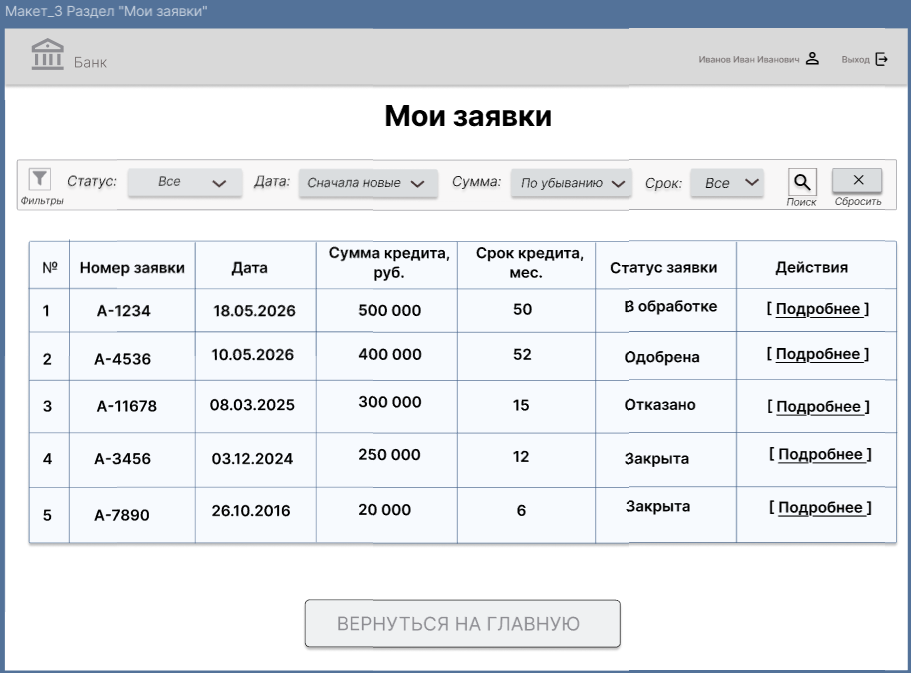 Макет_3 Раздел "Мои заявки"
Банк
Иванов Иван Иванович
Выход
Мои заявки
Фильтры
Статус: Все
Дата: Сначала новые
Сумма: По убыванию
Срок: Все
Поиск
Сбросить
№ Номер заявки Дата Сумма кредита, руб. Срок кредита, мес. Статус заявки Действия
1 А-1234 18.05.2026 500 000 50 В обработке [ Подробнее ]
2 А-4536 10.05.2026 400 000 52 Одобрена [ Подробнее ]
3 А-11678 08.03.2025 300 000 15 Отказано [ Подробнее ]
4 А-3456 03.12.2024 250 000 12 Закрыта [ Подробнее ]
5 А-7890 26.10.2016 20 000 6 Закрыта [ Подробнее ]
ВЕРНУТЬСЯ НА ГЛАВНУЮ